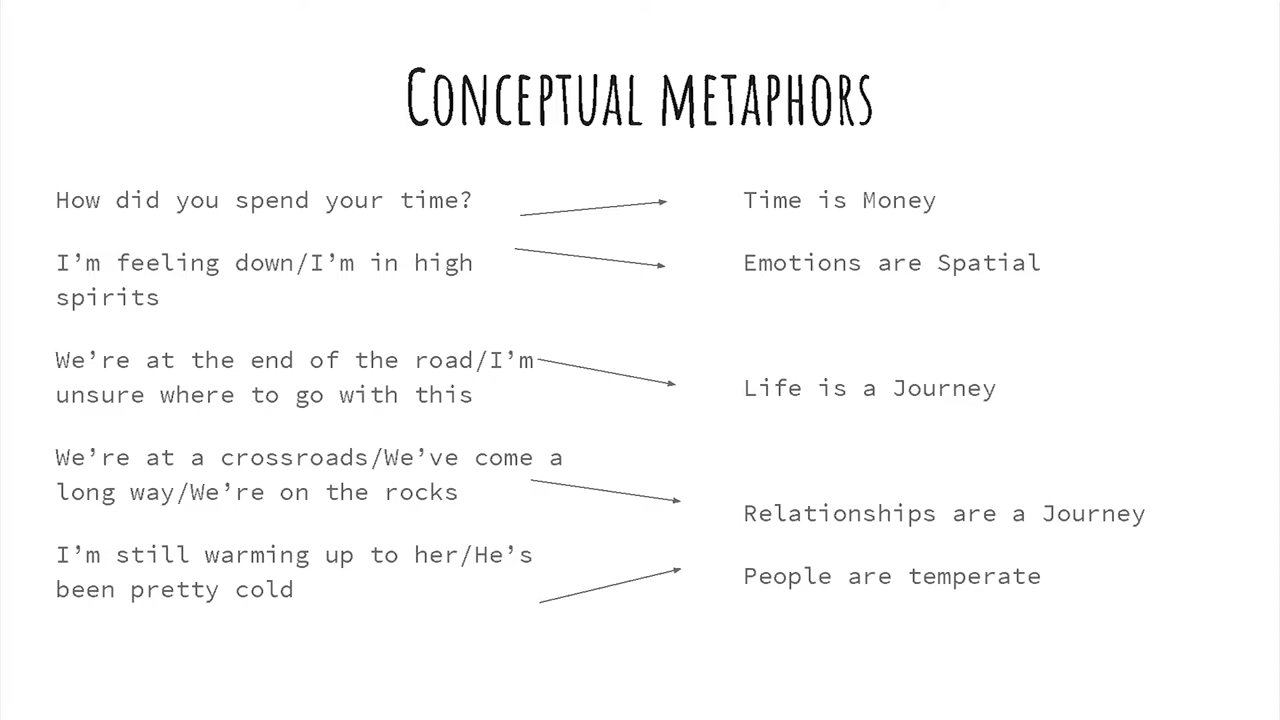 CONCEPTUAL METAPHORS
How did you spend your time?
I'm feeling down/I'm in high
spirits
We're at the end of the road/I'm
unsure where to go with this
We're at a crossroads/We've come a
long way/We're on the rocks
I'm still warming up to her/He's
been pretty cold
Time is Money
Emotions are Spatial
Life is a Journey
Relationships are a Journey
People are temperate